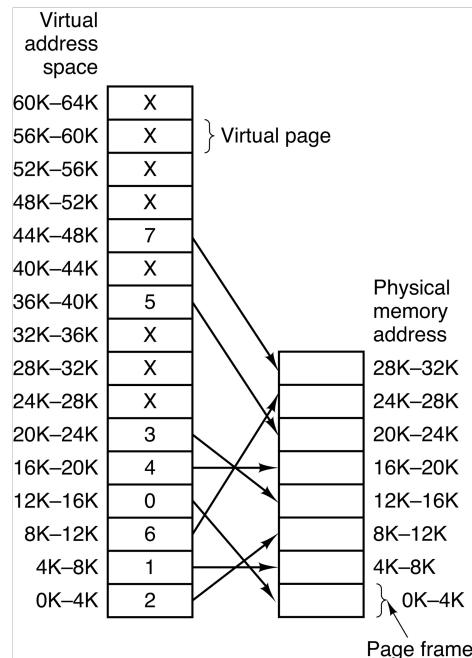 Virtual
address
space
60K–64K X
56K–60K X Virtual page
52K–56K X
48K–52K X
44K–48K 7
40K–44K X
36K–40K 5
32K–36K X
28K–32K X
24K–28K X
20K–24K 3
16K–20K 4
12K–16K 0
8K–12K 6
4K–8K 1
0K–4K 2
Physical
memory
address
28K–32K
24K–28K
20K–24K
16K–20K
12K–16K
8K–12K
4K–8K
0K–4K
Page frame